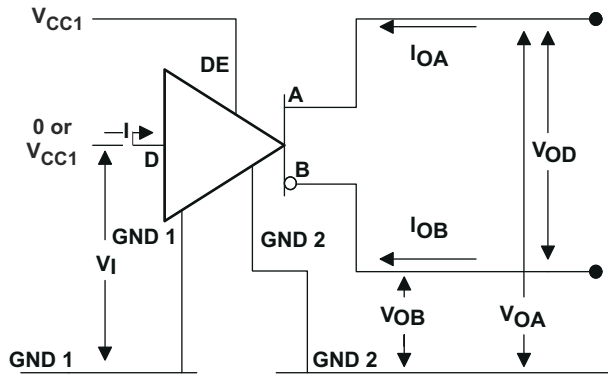 VCC1
DE
IOA
A
0 or
VCC1
I
D
B
VOD
GND 1
GND 2
IOB
VI
VOB
VOA
GND 1
GND 2